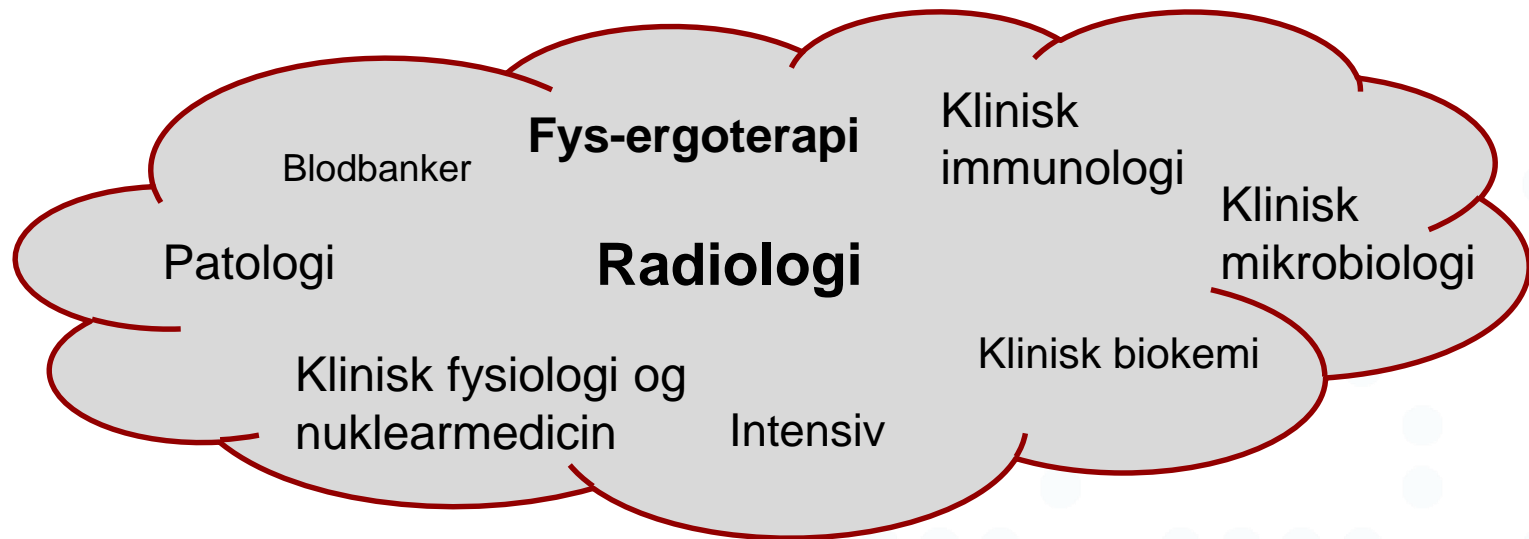 Klinisk
immunologi
Fys-ergoterapi
Blodbanker
Klinisk
mikrobiologi
Patologi
Radiologi
Klinisk biokemi
Klinisk fysiologi og
nuklearmedicin
Intensiv